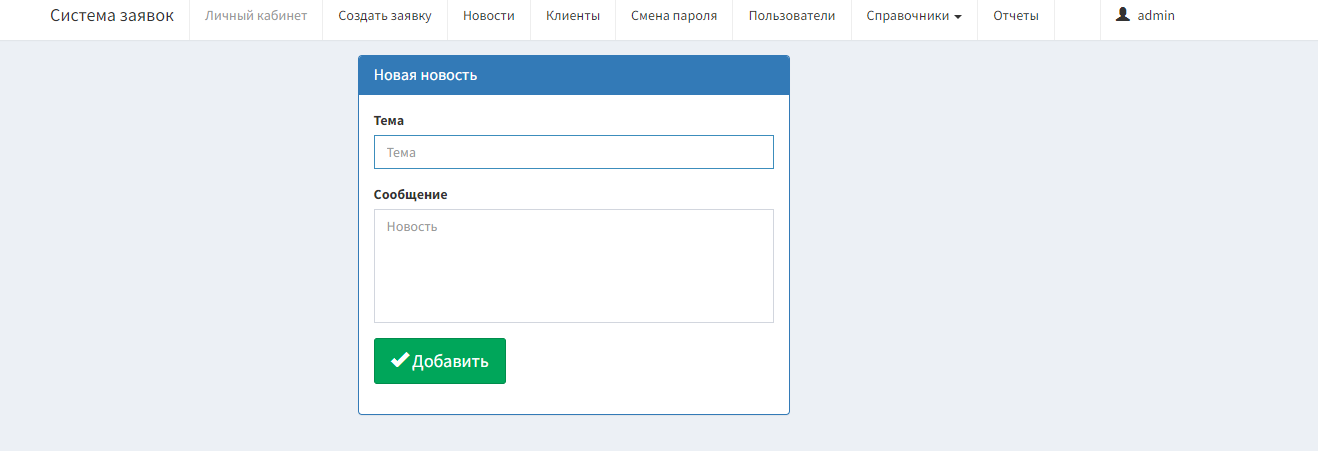 Система заявок Личный кабинет Создать заявку Новости Клиенты Смена пароля Пользователи Справочники Отчеты admin
Новая новость
Тема
Тема
Сообщение
Новость
Добавить